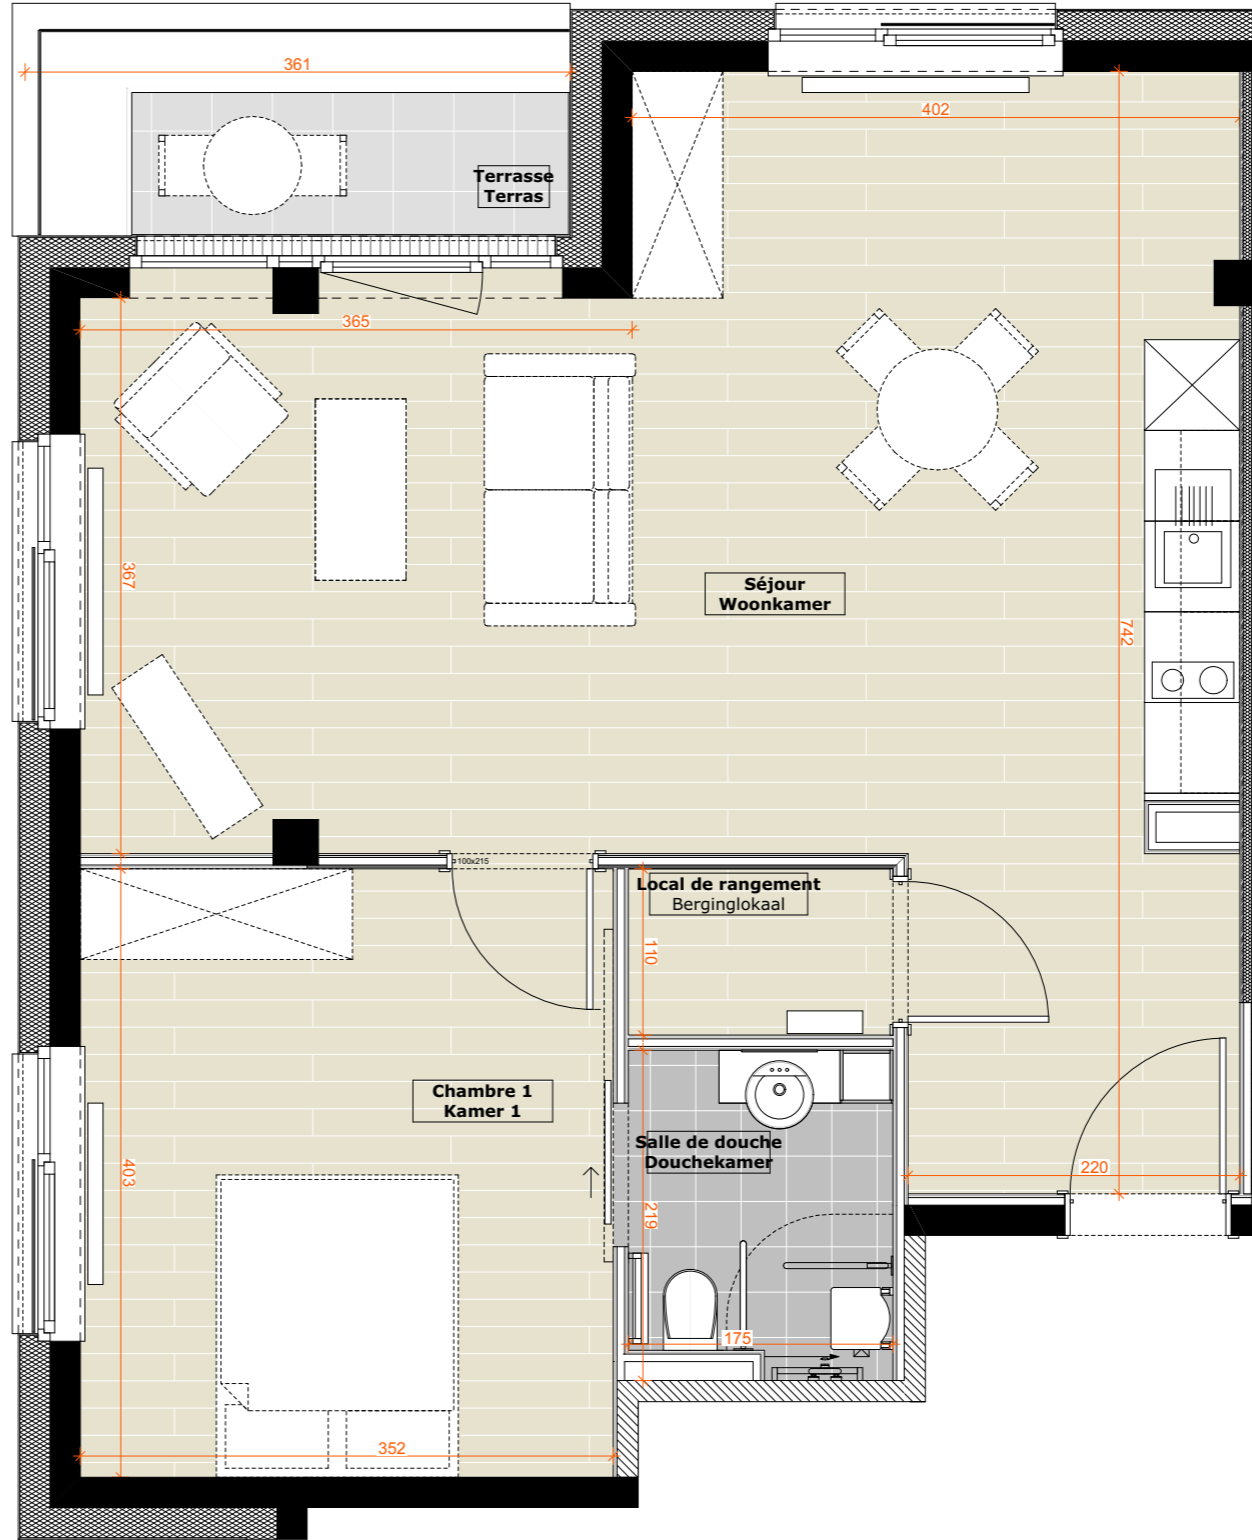 361
402
Terrasse
Terras
365
367
Séjour
Woonkamer
742
100x215
Local de rangement
Berginglokaal
110
Chambre 1
Kamer 1
Salle de douche
Douchekamer
403
219
220
175
352